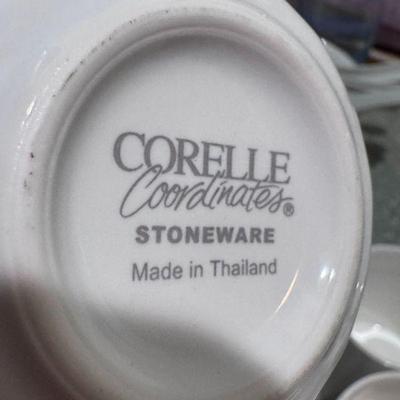 CORELLE
Coordinates®
STONEWARE
Made in Thailand